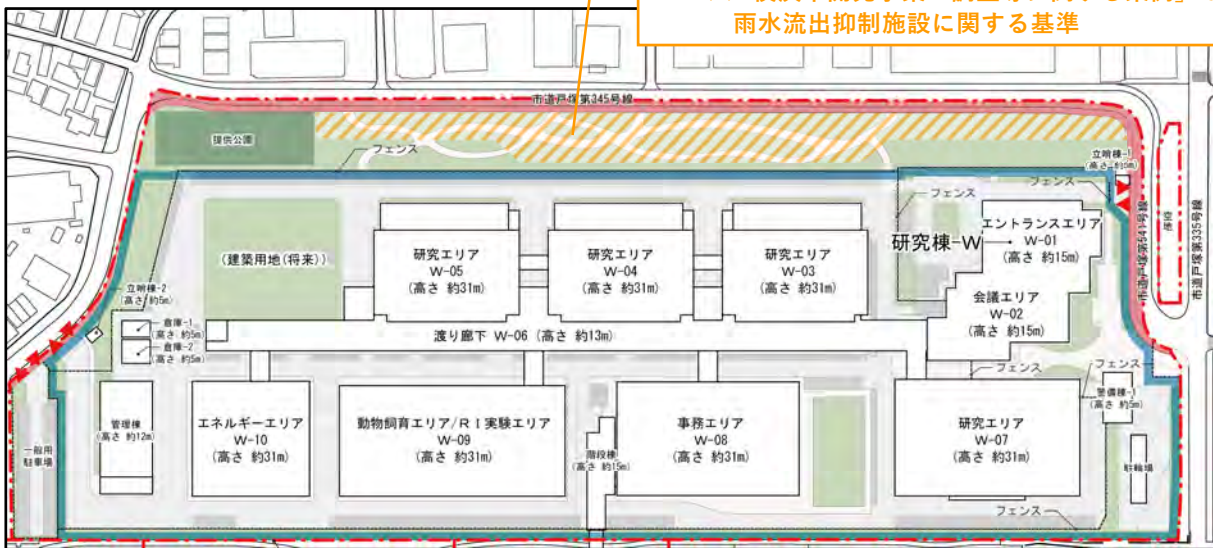 雨水流出抑制施設に関する基準
市道戸塚第345号線
提供公園
フェンス
立哨棟-1
フェンス
フェンス
市道戸塚第541号線
市道戸塚第335号線
研究棟-W
エントランスエリア
W-01
(高さ 約15m)
会議エリア
W-02
(高さ 約15m)
(建築用地(将来))
研究エリア
W-05
(高さ 約31m)
研究エリア
W-04
(高さ 約31m)
研究エリア
W-03
(高さ 約31m)
立哨棟-2
(高さ 約5m)
倉庫-1
(高さ 約5m)
倉庫-2
(高さ 約5m)
渡り廊下 W-06 (高さ 約13m)
フェンス
フェンス
警備棟-1
(高さ 約5m)
管理棟
(高さ 約12m)
エネルギーエリア
W-10
(高さ 約31m)
動物飼育エリア/RI実験エリア
W-09
(高さ 約31m)
階段棟
(高さ 約15m)
事務エリア
W-08
(高さ 約31m)
研究エリア
W-07
(高さ 約31m)
一般用
駐車場
駐輪場
フェンス